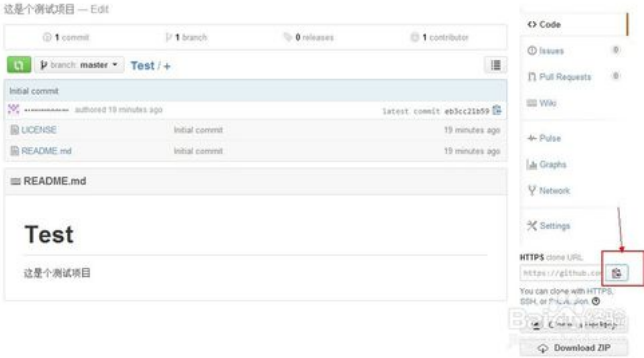 这是个测试项目 — Edit
1 commit
1 branch
0 releases
1 contributor
branch: master
Test / +
Initial commit
authored 19 minutes ago
latest commit eb3cc21b59
LICENSE Initial commit 19 minutes ago
README.md Initial commit 19 minutes ago
README.md
Test
这是个测试项目
Code
Issues 0
Pull Requests 0
Wiki
Pulse
Graphs
Network
Settings
HTTPS clone URL
https://github.co
You can clone with HTTPS,
SSH, or
Download ZIP